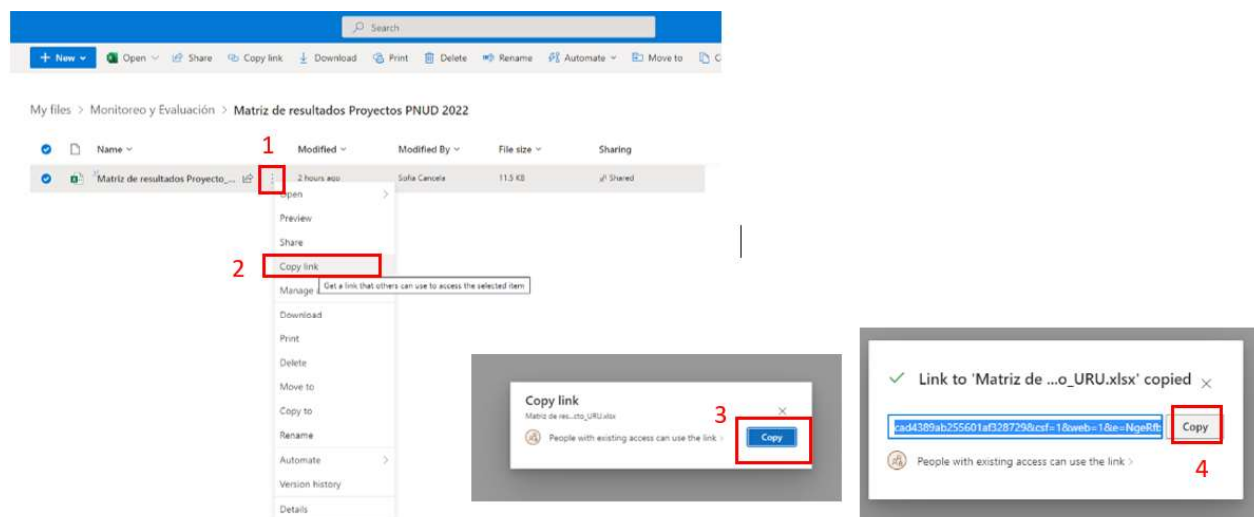 Search
+ New Open Share Copy link Download Print Delete Rename Automate Move to C
My files > Monitoreo y Evaluación > Matriz de resultados Proyectos PNUD 2022
1
Name Modified Modified By File size Sharing
Matriz de resultados Proyecto_... 2 hours ago Sofia Cancela 11.5 KB Shared
Open
Preview
Share
2
Copy link
Get a link that others can use to access the selected item
Manage
Download
Print
Delete
Move to
Copy to
Rename
Automate
Version history
Details
Copy link
Matriz de res...cto_URU.xlsx
3
People with existing access can use the link >
Copy
Link to 'Matriz de ...o_URU.xlsx' copied
cad4389ab255601af328729&csf=1&web=1&e=NgeRfb
Copy
People with existing access can use the link >
4